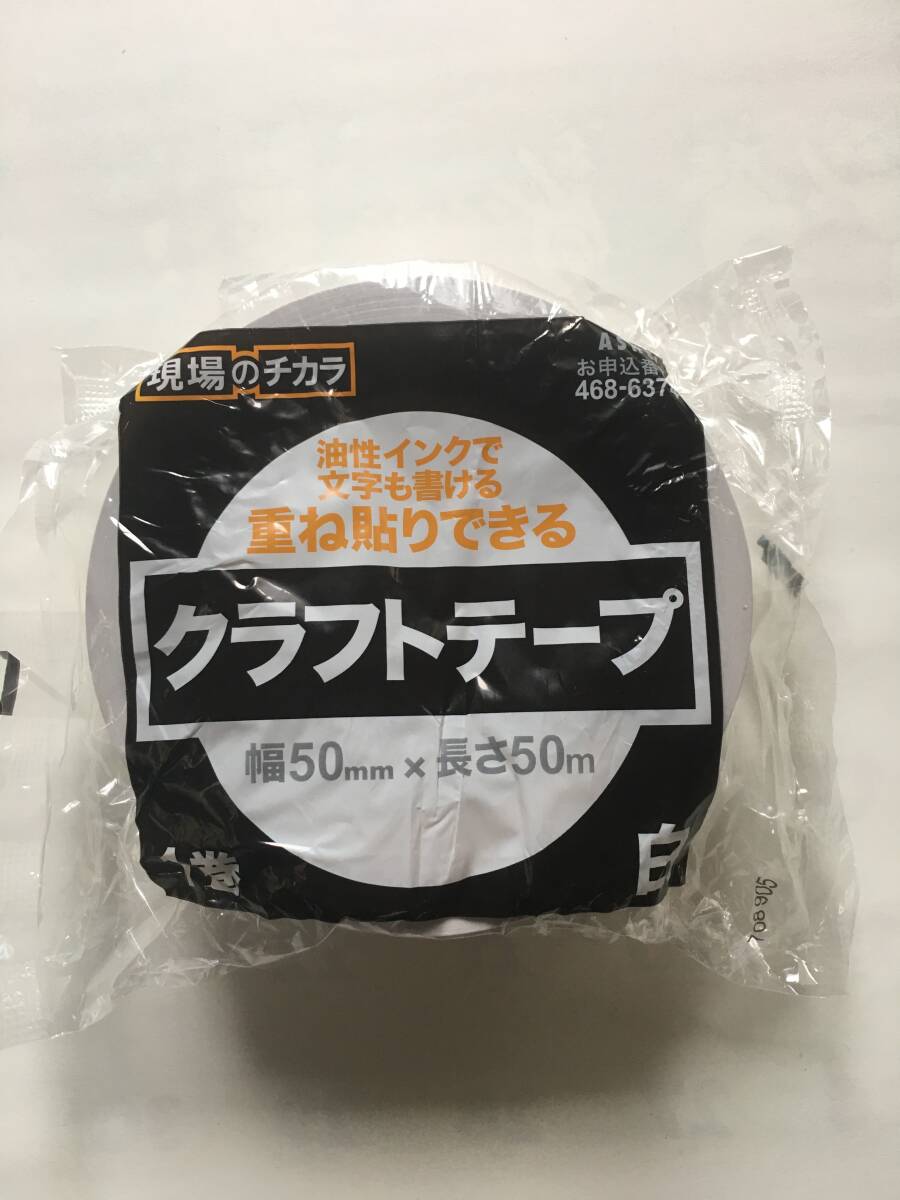 現場のチカラ
お申込番
468-637
油性インクで
文字も書ける
重ね貼りできる
クラフトテープ
幅50mm×長さ50m
巻
白